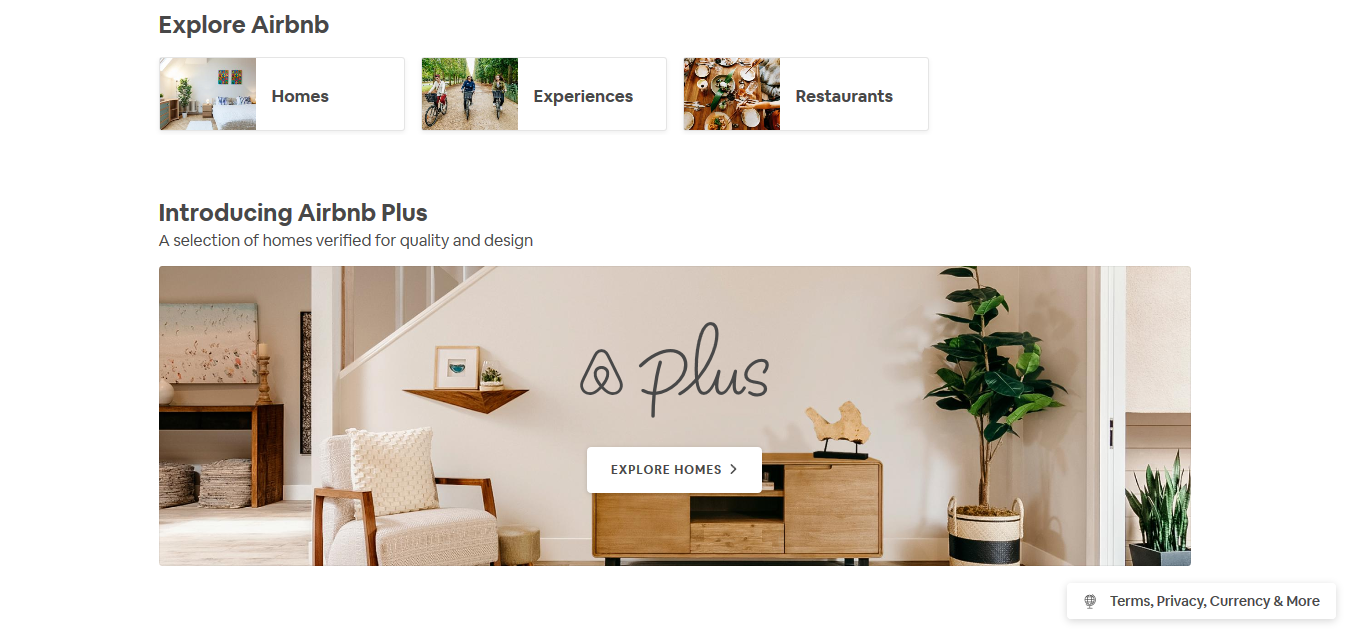 Explore Airbnb
Homes
Experiences
Restaurants
Introducing Airbnb Plus
A selection of homes verified for quality and design
plus
EXPLORE HOMES
Terms, Privacy, Currency & More